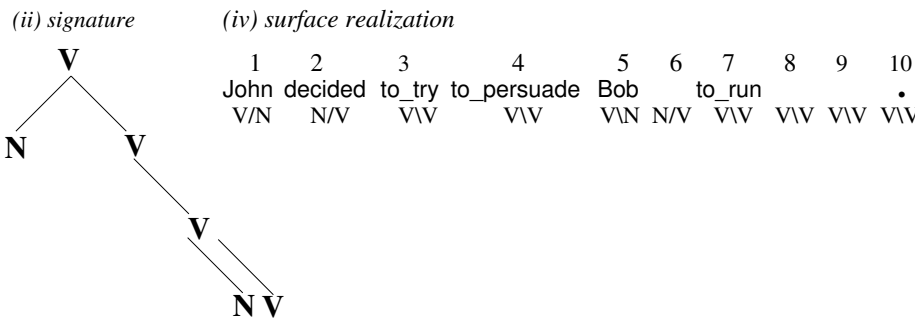 (ii) signature (iv) surface realization
V 1 2 3 4 5 6 7 8 9 10
John decided to_try to_persuade Bob to_run .
V/N N/V V\V V\V V\N N/V V\V V\V V\V V\V
N V
V
N V